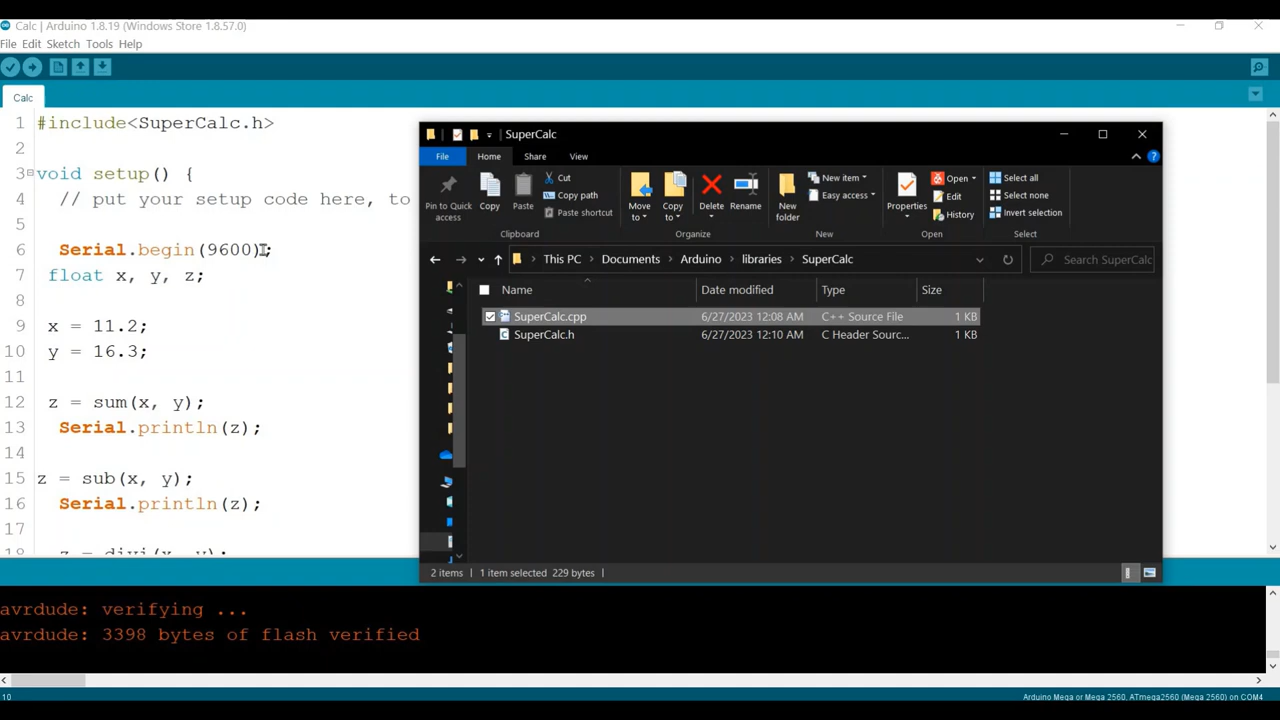 Calc | Arduino 1.8.19 (Windows Store 1.8.57.0)
File Edit Sketch Tools Help
Calc
1 #include<SuperCalc.h>
2
3 void setup() {
4 // put your setup code here, to
5
6 Serial.begin(9600);
7 float x, y, z;
8
9 x = 11.2;
10 y = 16.3;
11
12 z = sum(x, y);
13 Serial.println(z);
14
15 z = sub(x, y);
16 Serial.println(z);
17
18 z = divi(x, y);
SuperCalc
File Home Share View
Pin to Quick access
Copy
Paste
Cut
Copy path
Paste shortcut
Clipboard
Move to
Copy to
Delete
Rename
Organize
New folder
New item
Easy access
New
Properties
Open
Edit
History
Open
Select all
Select none
Invert selection
Select
This PC > Documents > Arduino > libraries > SuperCalc
Search SuperCalc
Name Date modified Type Size
SuperCalc.cpp 6/27/2023 12:08 AM C++ Source File 1 KB
SuperCalc.h 6/27/2023 12:10 AM C Header Sourc... 1 KB
2 items 1 item selected 229 bytes
avrdude: verifying ...
avrdude: 3398 bytes of flash verified
10 Arduino Mega or Mega 2560, ATmega2560 (Mega 2560) on COM4